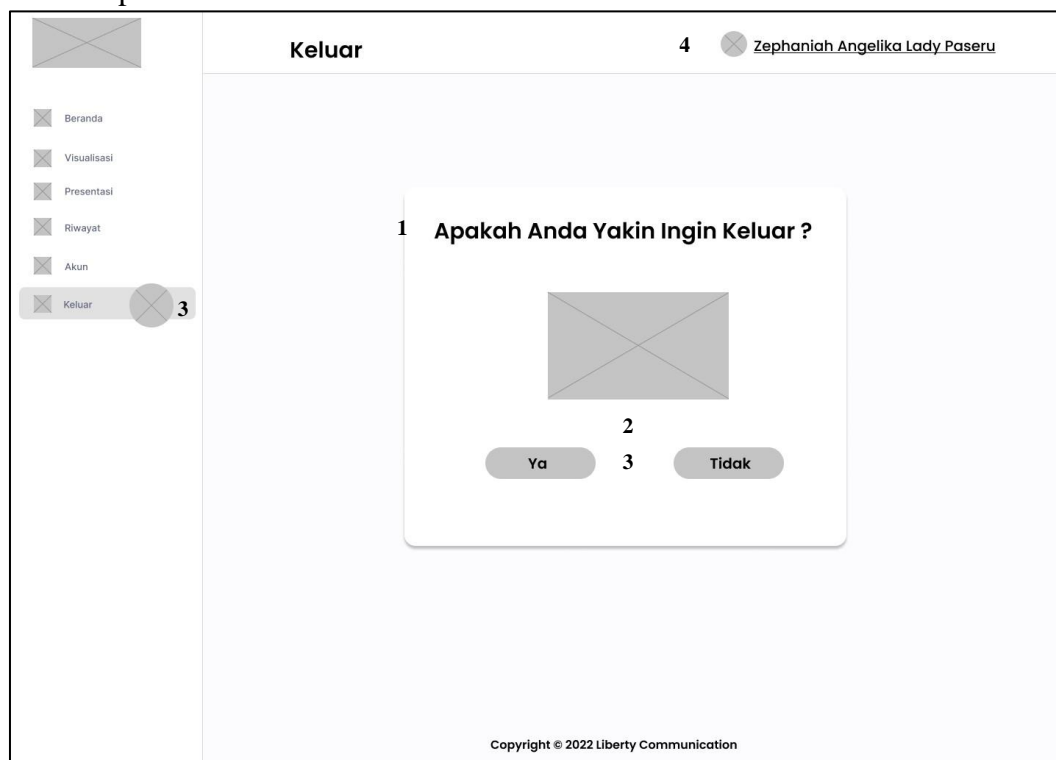 Keluar
4 Zephaniah Angelika Lady Paseru
Beranda
Visualisasi
Presentasi
Riwayat
Akun
Keluar 3
1 Apakah Anda Yakin Ingin Keluar ?
2
Ya 3 Tidak
Copyright © 2022 Liberty Communication